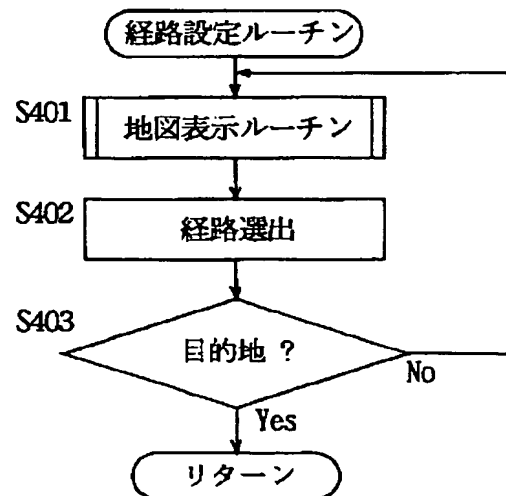 経路設定ルーチン
S401
地図表示ルーチン
S402
経路選出
S403
目的地 ?
No
Yes
リターン